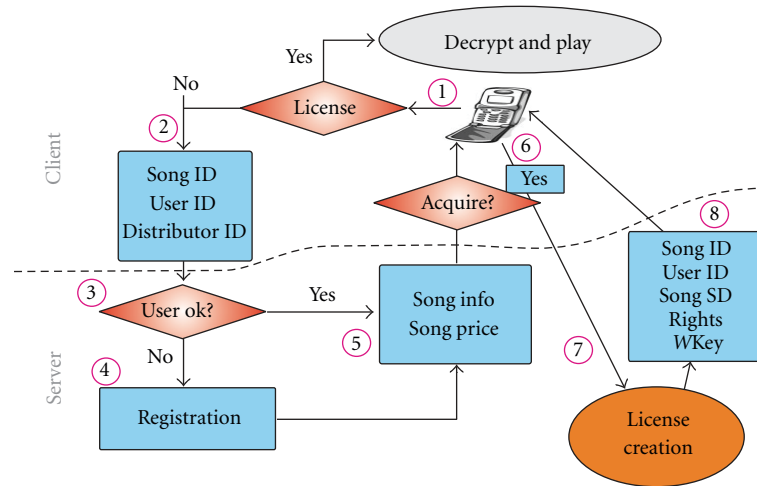 Decrypt and play
Yes
No
License
1
2
Client
Song ID
User ID
Distributor ID
6
Yes
Acquire?
8
Song ID
User ID
Song SD
Rights
WKey
3
User ok?
Yes
Song info
Song price
5
7
No
4
Server
Registration
License
creation